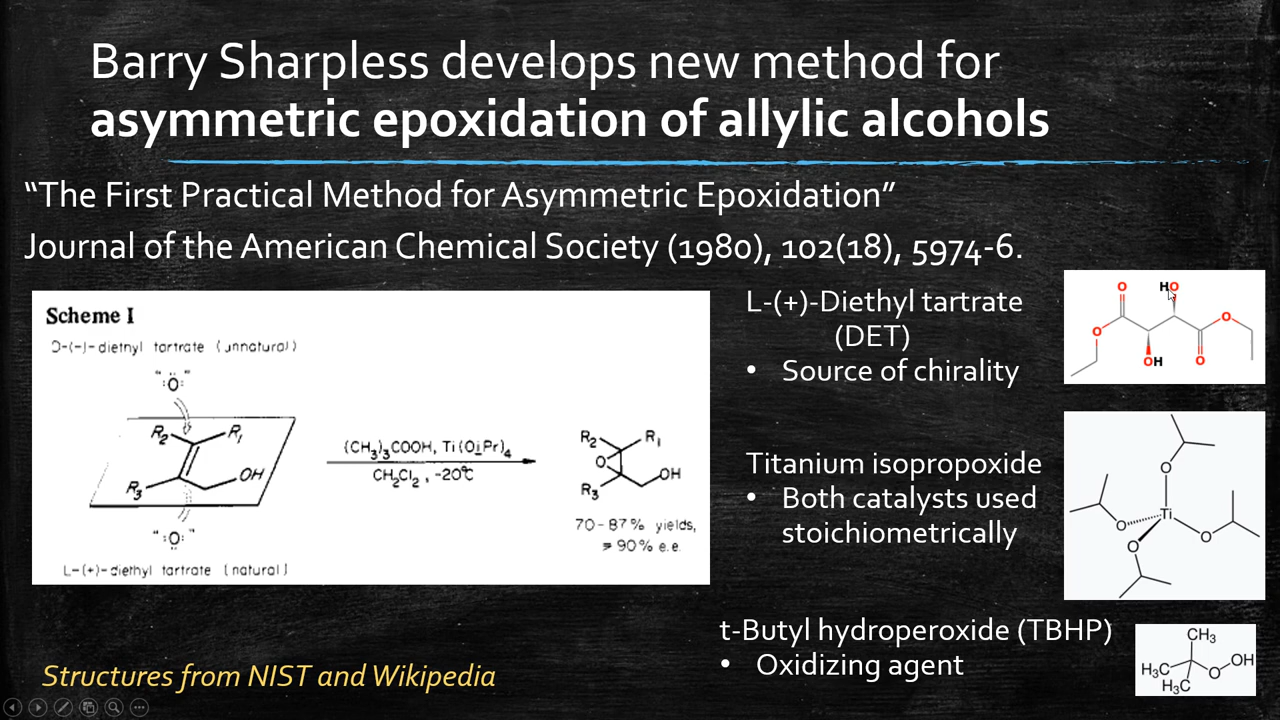 Barry Sharpless develops new method for
asymmetric epoxidation of allylic alcohols
“The First Practical Method for Asymmetric Epoxidation”
Journal of the American Chemical Society (1980), 102(18), 5974-6.
Scheme I
D-(-)-diethyl tartrate (unnatural)
":O:"
R2
R1
R3
OH
":O:"
L-(+)-diethyl tartrate (natural)
(CH3)3COOH, Ti(OiPr)4
CH2Cl2, -20℃
R2
R1
O
R3
OH
70-87% yields,
≥ 90% e.e.
L-(+)-Diethyl tartrate
(DET)
• Source of chirality
O
HO
O
O
OH
O
Titanium isopropoxide
• Both catalysts used
stoichiometrically
O
Ti
O
O
O
t-Butyl hydroperoxide (TBHP)
• Oxidizing agent
CH3
H3C
O
OH
H3C
Structures from NIST and Wikipedia